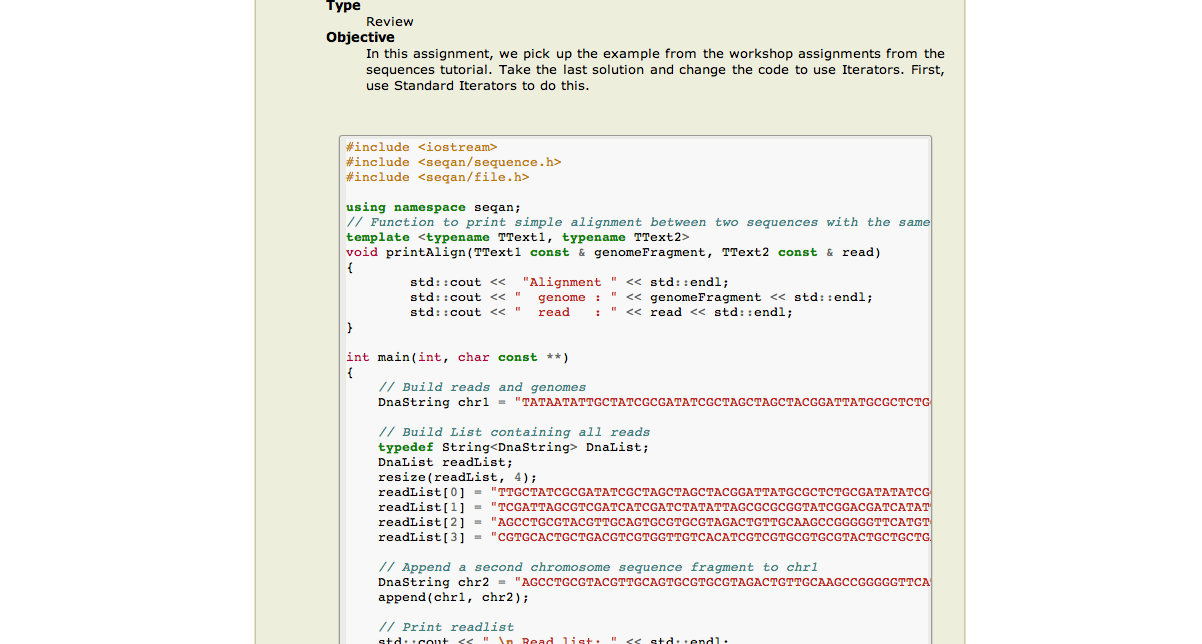 Type
Review
Objective
In this assignment, we pick up the example from the workshop assignments from the
sequences tutorial. Take the last solution and change the code to use Iterators. First,
use Standard Iterators to do this.
#include <iostream>
#include <seqan/sequence.h>
#include <seqan/file.h>
using namespace seqan;
// Function to print simple alignment between two sequences with the same
template <typename TText1, typename TText2>
void printAlign(TText1 const & genomeFragment, TText2 const & read)
{
        std::cout <<  "Alignment " << std::endl;
        std::cout << "  genome : " << genomeFragment << std::endl;
        std::cout << "  read   : " << read << std::endl;
}
int main(int, char const **)
{
    // Build reads and genomes
    DnaString chr1 = "TATAATATTGCTATCGCGATATCGCTAGCTAGCTACGGATTATGCGCTCTG
    // Build List containing all reads
    typedef String<DnaString> DnaList;
    DnaList readList;
    resize(readList, 4);
    readList[0] = "TTGCTATCGCGATATCGCTAGCTAGCTACGGATTATGCGCTCTGCGATATATCG
    readList[1] = "TCGATTAGCGTCGATCATCGATCTATATTAGCGCGCGGTATCGGACGATCATAT
    readList[2] = "AGCCTGCGTACGTTGCAGTGCGTGCGTAGACTGTTGCAAGCCGGGGGTTCATGT
    readList[3] = "CGTGCACTGCTGACGTCGTGGTTGTCACATCGTCGTGCGTGCGTACTGCTGCTG
    // Append a second chromosome sequence fragment to chr1
    DnaString chr2 = "AGCCTGCGTACGTTGCAGTGCGTGCGTAGACTGTTGCAAGCCGGGGGTTCA
    append(chr1, chr2);
    // Print readlist
    std::cout << " \n Read list: " << std::endl;